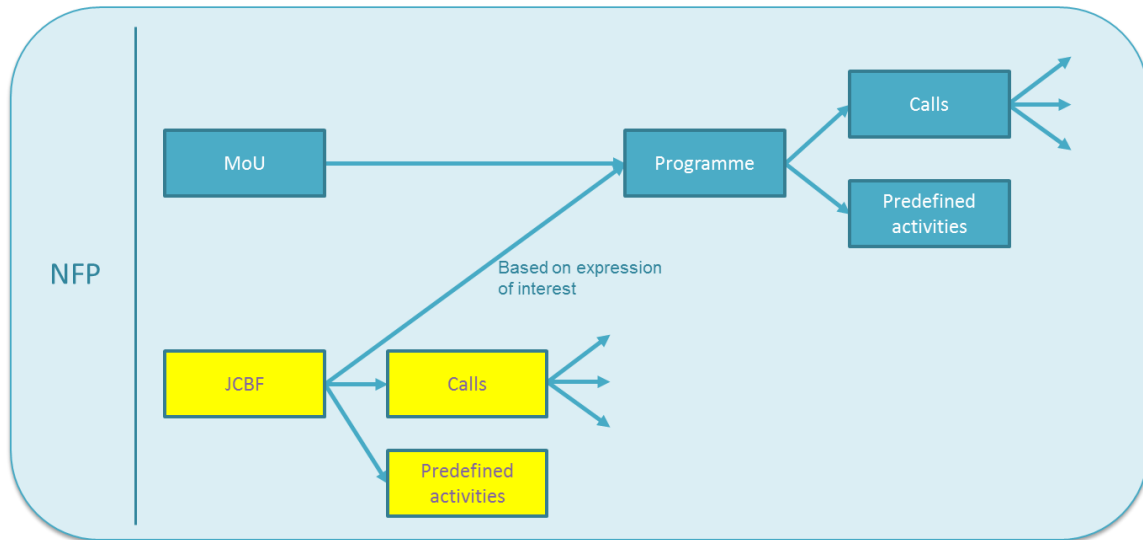 NFP
MoU
Programme
Calls
Predefined
activities
Based on expression
of interest
JCBF
Calls
Predefined
activities